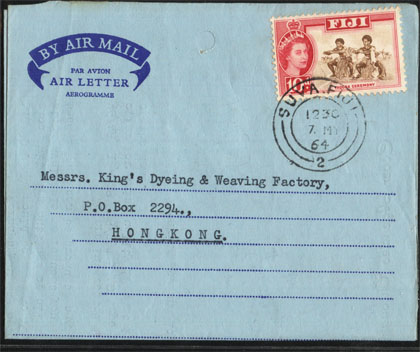 BY AIR MAIL
PAR AVION
AIR LETTER
AEROGRAMME
FIJI
CEREMONY
SUVA. FIJI
1230
7. MY
64
2
Messrs. King's Dyeing & Weaving Factory,
P.O.Box 2294.,
HONGKONG.